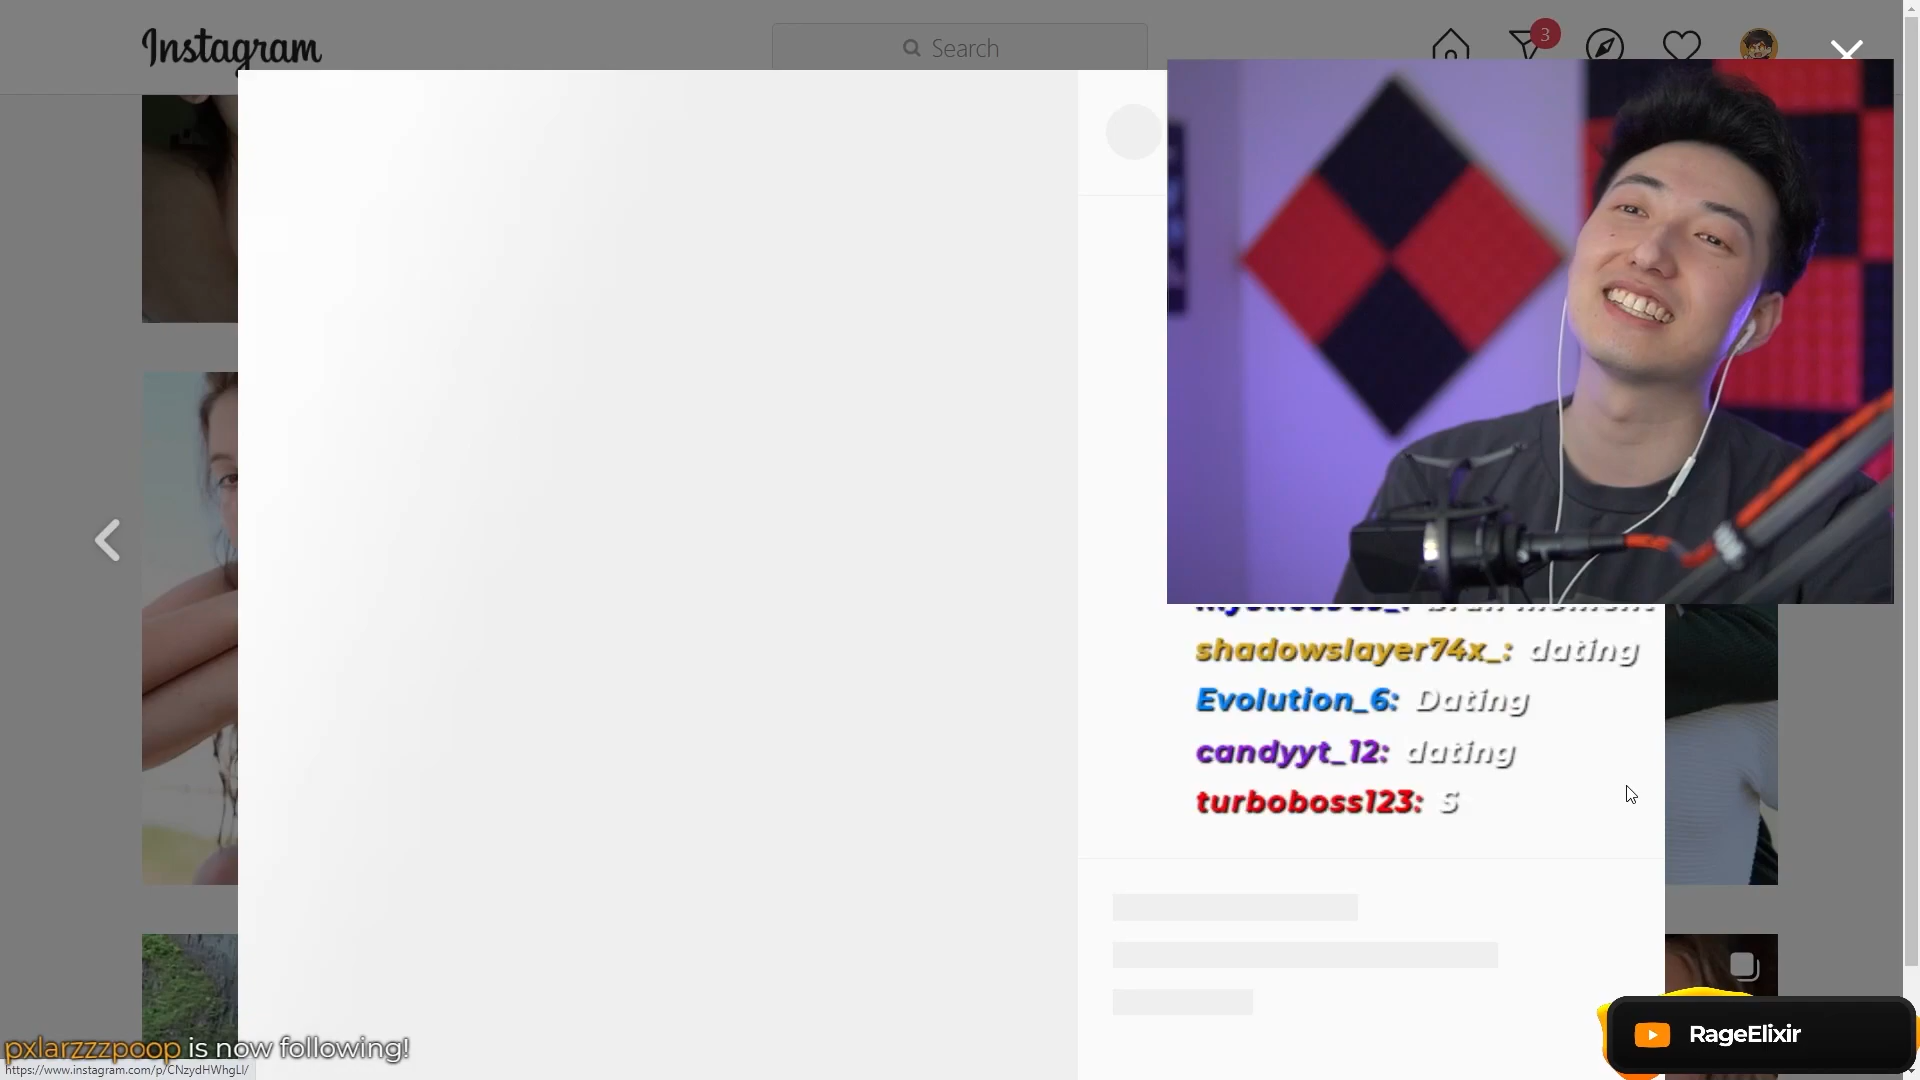 Instagram
Search
3
shadowslayer74x_: dating
Evolution_6: Dating
candyyt_12: dating
turboboss123: S
RageElixir
pxlarzzzpoop is now following!
https://www.instagram.com/p/CNzydHWhgLI/